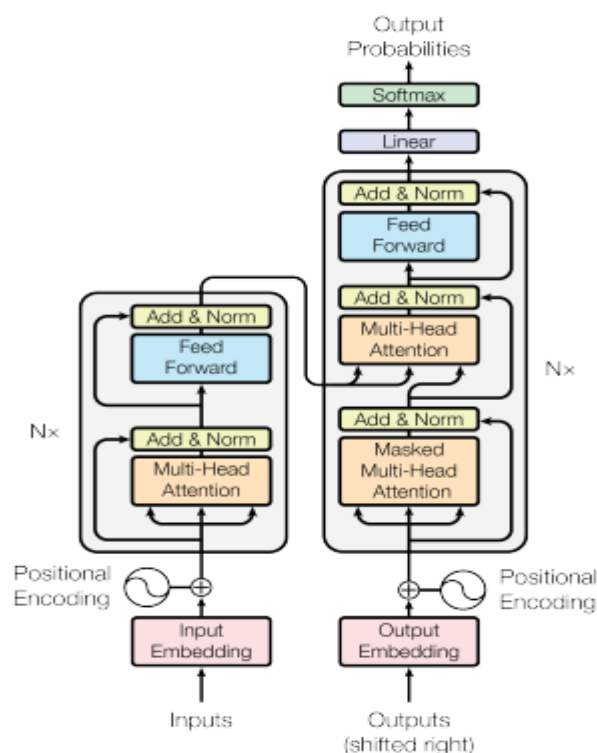 Output
Probabilities
Softmax
Linear
Add & Norm
Feed
Forward
Add & Norm
Multi-Head
Attention
Add & Norm
Masked
Multi-Head
Attention
Nx
Add & Norm
Feed
Forward
Add & Norm
Multi-Head
Attention
Nx
Positional
Encoding
Positional
Encoding
Input
Embedding
Output
Embedding
Inputs
Outputs
(shifted right)